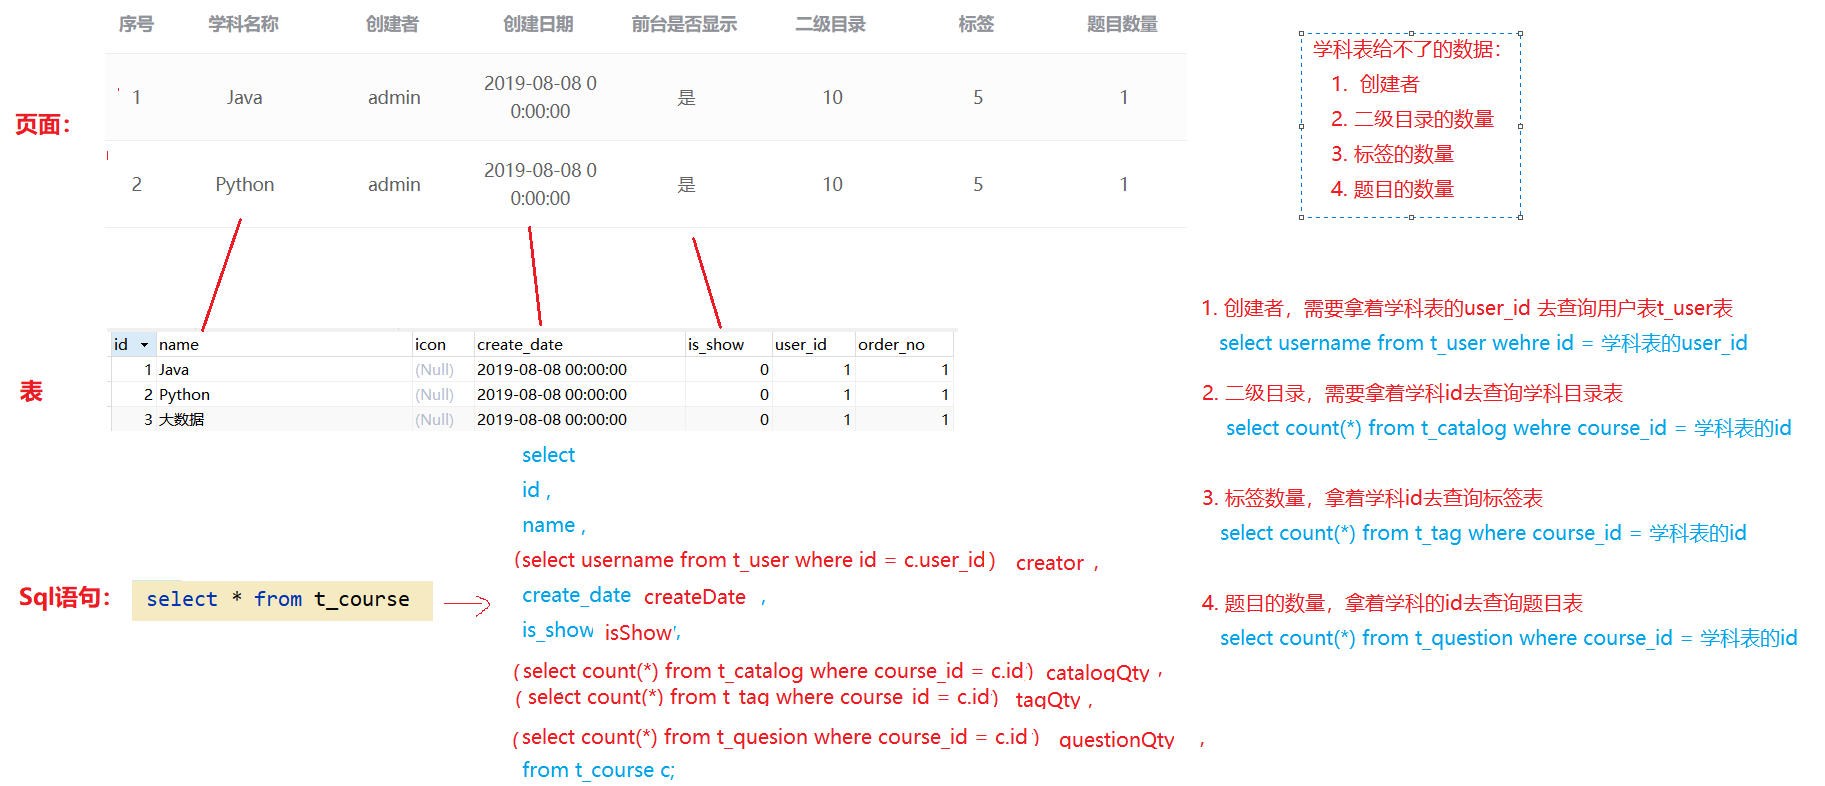 序号 学科名称 创建者 创建日期 前台是否显示 二级目录 标签 题目数量
1 Java admin 2019-08-08 0 是 10 5 1
0:00:00
页面：
2 Python admin 2019-08-08 0 是 10 5 1
0:00:00
学科表给不了的数据：
1. 创建者
2. 二级目录的数量
3. 标签的数量
4. 题目的数量
表
id name icon create_date is_show user_id order_no
1 Java (Null) 2019-08-08 00:00:00 0 1 1
2 Python (Null) 2019-08-08 00:00:00 0 1 1
3 大数据 (Null) 2019-08-08 00:00:00 0 1 1
1. 创建者，需要拿着学科表的user_id 去查询用户表t_user表
select username from t_user wehre id = 学科表的user_id
2. 二级目录，需要拿着学科id去查询学科目录表
select count(*) from t_catalog wehre course_id = 学科表的id
3. 标签数量，拿着学科id去查询标签表
select count(*) from t_tag where course_id = 学科表的id
4. 题目的数量，拿着学科的id去查询题目表
select count(*) from t_question where course_id = 学科表的id
Sql语句：
select * from t_course
select
id ,
name ,
(select username from t_user where id = c.user_id) creator ,
create_date createDate ,
is_show isShow ,
(select count(*) from t_catalog where course_id = c.id) catalogQty ,
( select count(*) from t_tag where course_id = c.id) tagQty ,
(select count(*) from t_quesion where course_id = c.id) questionQty ,
from t_course c;